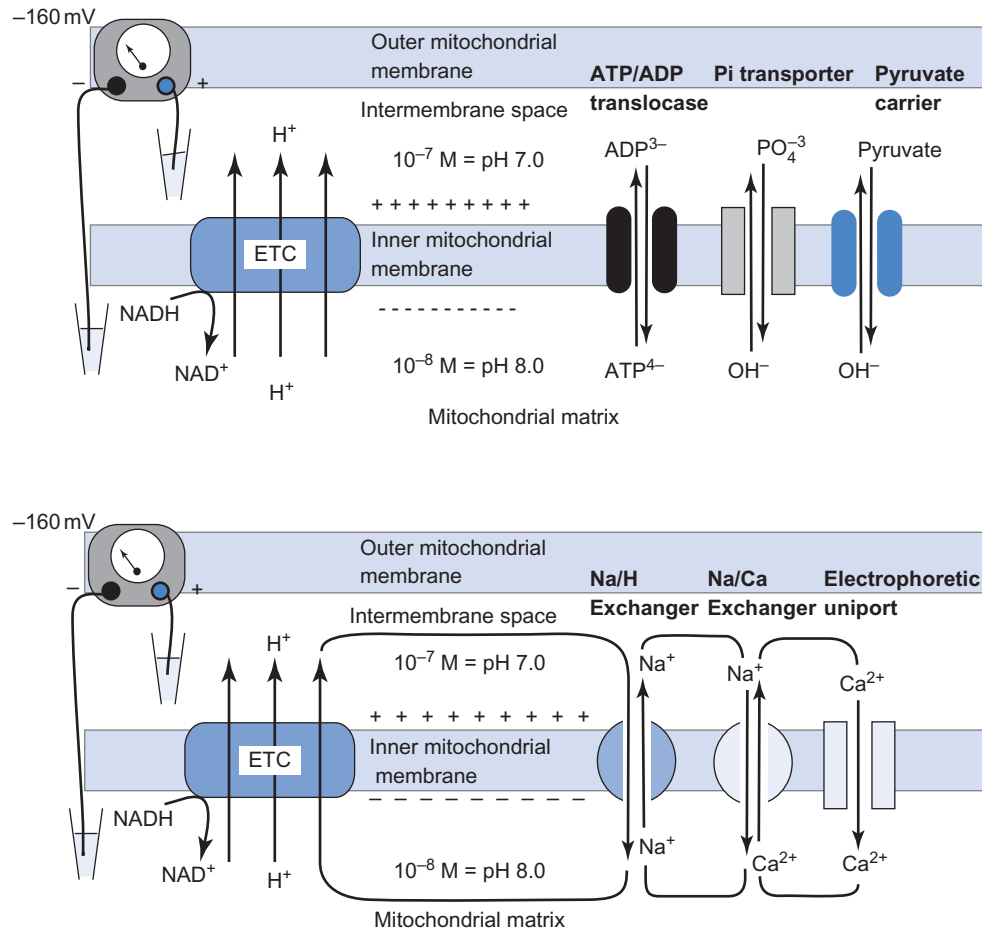 –160 mV
Outer mitochondrial
membrane
ATP/ADP
translocase
Pi transporter
Pyruvate
carrier
– +
Intermembrane space
H⁺
10⁻⁷ M = pH 7.0
ADP³⁻
PO₄⁻³
Pyruvate
+ + + + + + + + +
ETC
Inner mitochondrial
membrane
NADH
- - - - - - - - - - -
NAD⁺
H⁺
10⁻⁸ M = pH 8.0
ATP⁴⁻
OH⁻
OH⁻
Mitochondrial matrix
–160 mV
Outer mitochondrial
membrane
Na/H
Exchanger
Na/Ca
Exchanger
Electrophoretic
uniport
– +
Intermembrane space
H⁺
10⁻⁷ M = pH 7.0
Na⁺
Na⁺
Ca²⁺
+ + + + + + + + +
ETC
Inner mitochondrial
membrane
NADH
– – – – – – – – –
NAD⁺
H⁺
10⁻⁸ M = pH 8.0
Na⁺
Ca²⁺
Ca²⁺
Mitochondrial matrix